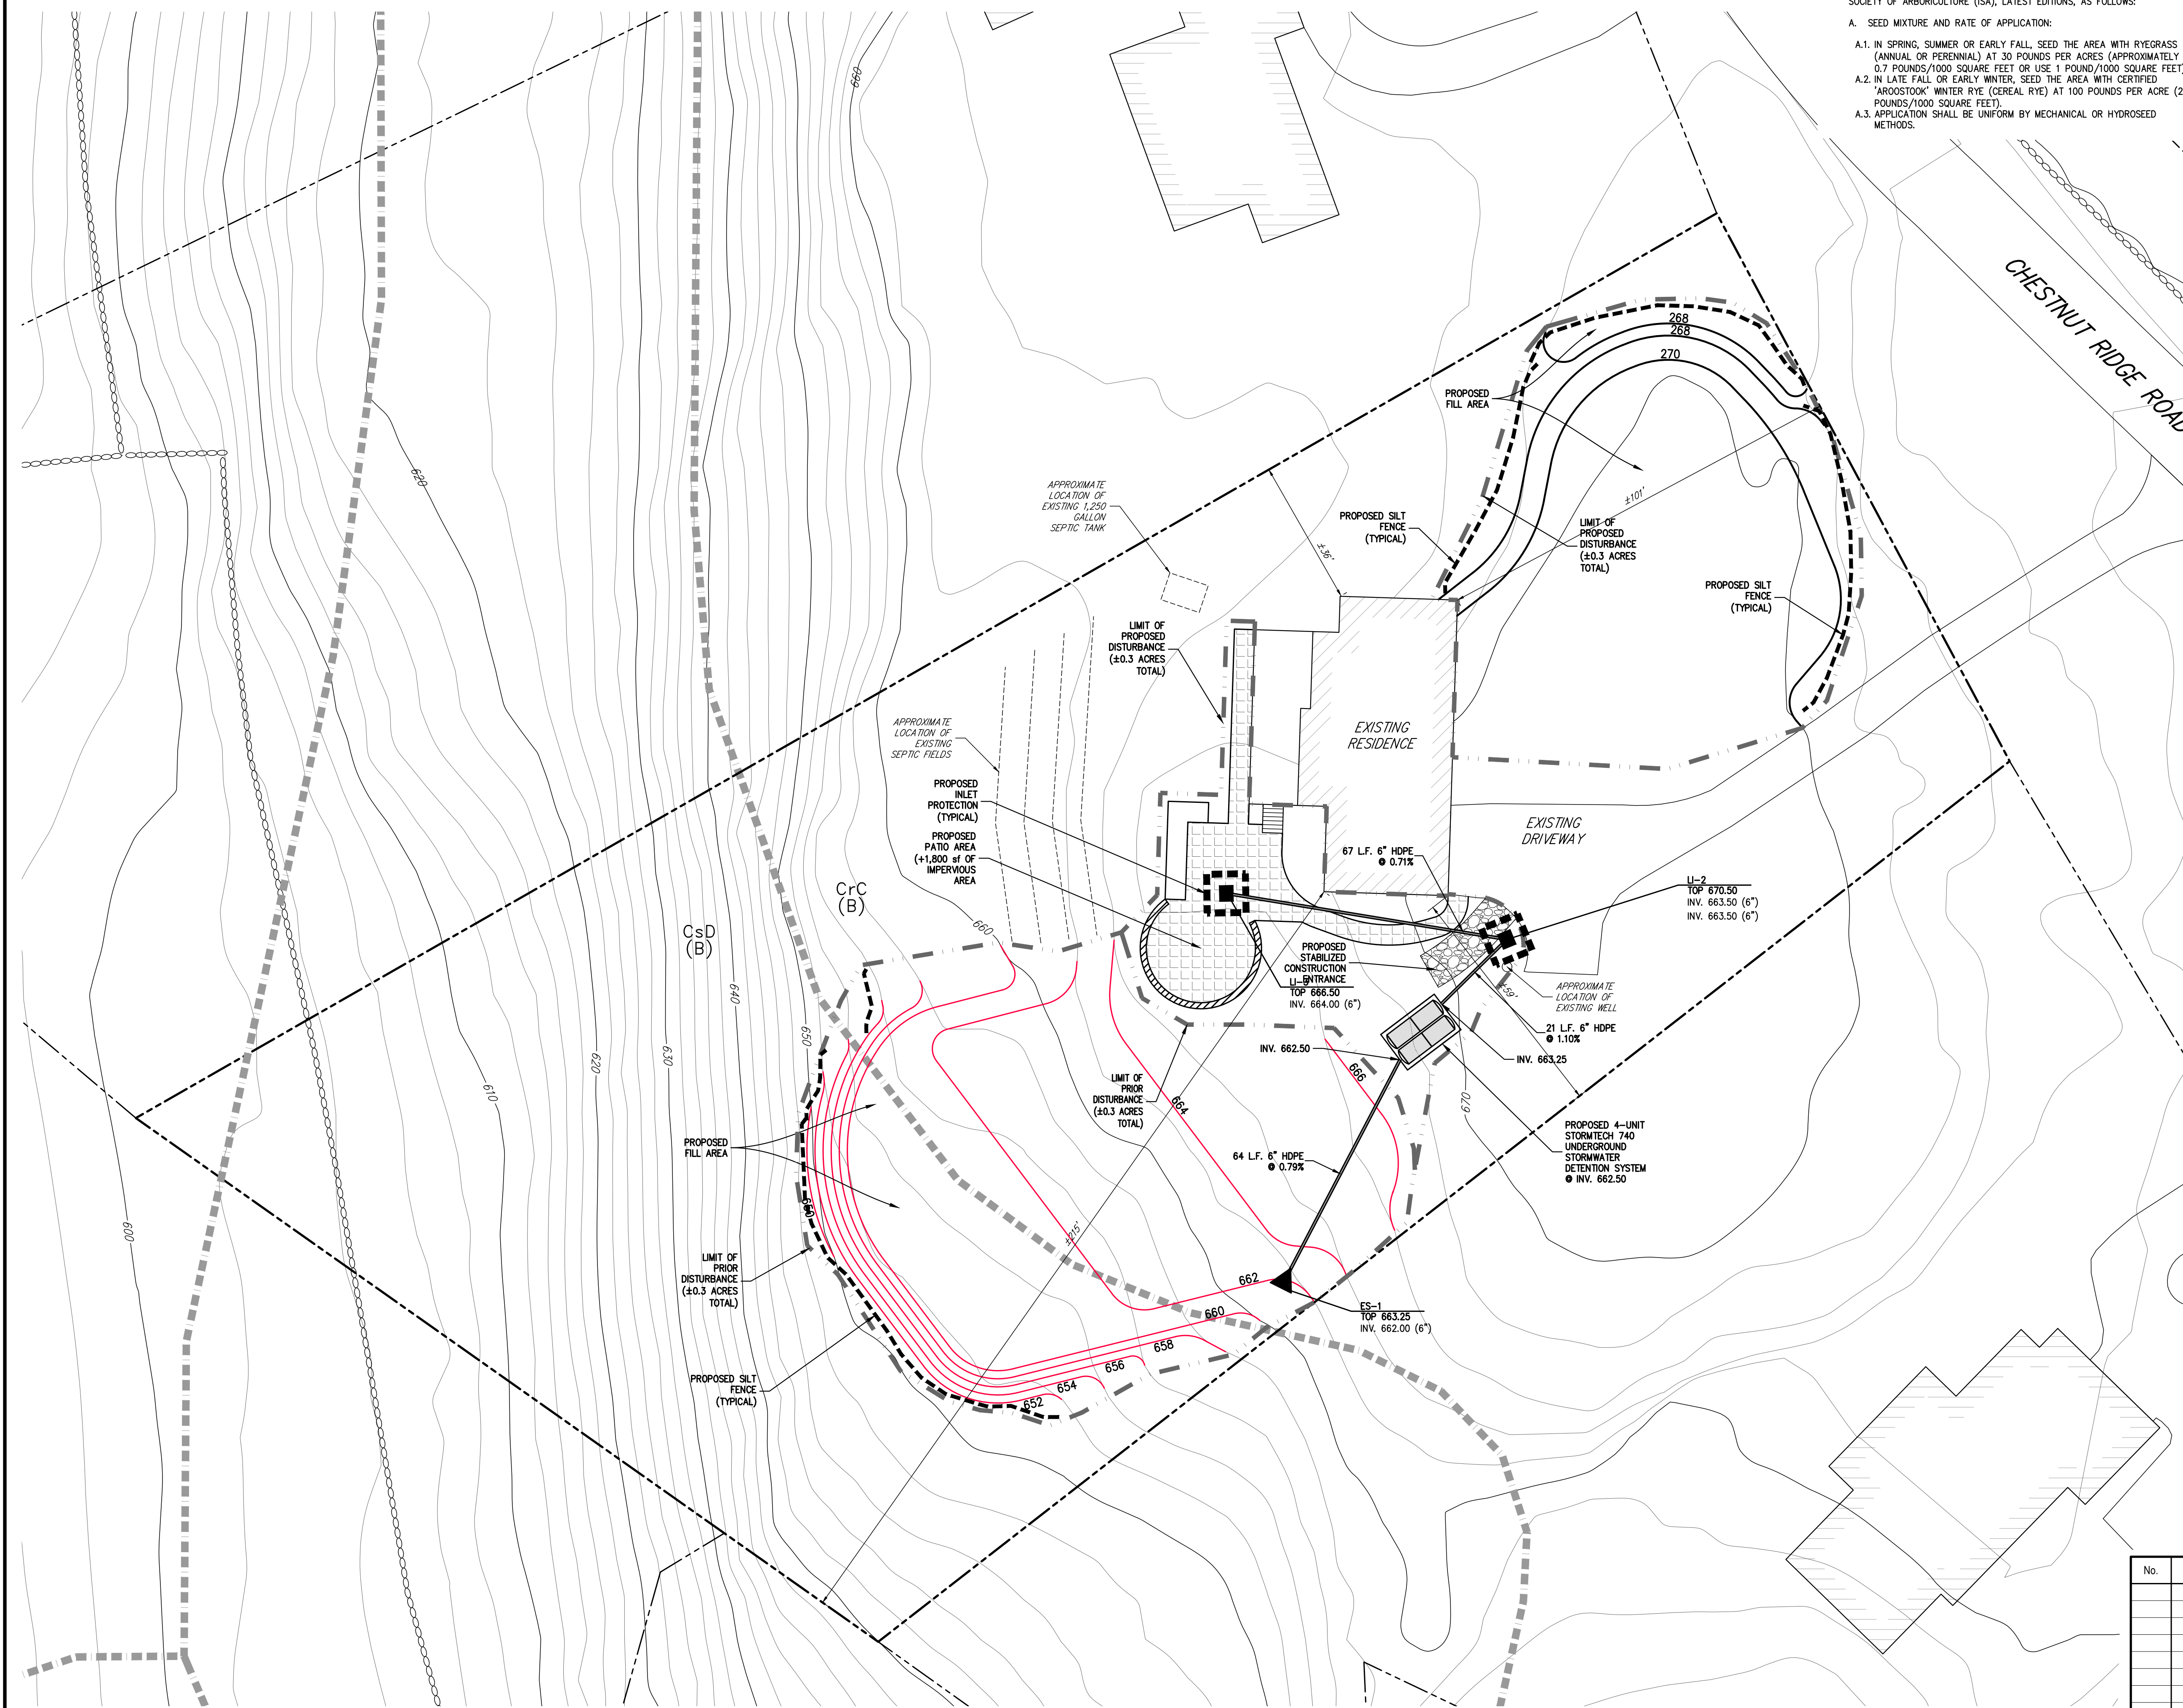 SOCIETY OF ARBORICULTURE (ISA), LATEST EDITIONS, AS FOLLOWS:
A. SEED MIXTURE AND RATE OF APPLICATION:
A.1. IN SPRING, SUMMER OR EARLY FALL, SEED THE AREA WITH RYEGRASS
(ANNUAL OR PERENNIAL) AT 30 POUNDS PER ACRES (APPROXIMATELY
0.7 POUNDS/1000 SQUARE FEET OR USE 1 POUND/1000 SQUARE FEET)
A.2. IN LATE FALL OR EARLY WINTER, SEED THE AREA WITH CERTIFIED
'AROOSTOOK' WINTER RYE (CEREAL RYE) AT 100 POUNDS PER ACRE (2
POUNDS/1000 SQUARE FEET).
A.3. APPLICATION SHALL BE UNIFORM BY MECHANICAL OR HYDROSEED
METHODS.
660
CHESTNUT RIDGE ROAD
268
268
270
PROPOSED
FILL AREA
620
APPROXIMATE
LOCATION OF
EXISTING 1,250
GALLON
SEPTIC TANK
±101'
±36'
PROPOSED SILT
FENCE
(TYPICAL)
LIMIT OF
PROPOSED
DISTURBANCE
(±0.3 ACRES
TOTAL)
PROPOSED SILT
FENCE
(TYPICAL)
LIMIT OF
PROPOSED
DISTURBANCE
(±0.3 ACRES
TOTAL)
APPROXIMATE
LOCATION OF
EXISTING
SEPTIC FIELDS
EXISTING
RESIDENCE
PROPOSED
INLET
PROTECTION
(TYPICAL)
PROPOSED
PATIO AREA
(+1,800 sf OF
IMPERVIOUS
AREA
EXISTING
DRIVEWAY
67 L.F. 6" HDPE
@ 0.71%
LI-2
TOP 670.50
INV. 663.50 (6")
INV. 663.50 (6")
CrC
(B)
CsD
(B)
660
PROPOSED
STABILIZED
CONSTRUCTION
ENTRANCE
TOP 666.50
INV. 664.00 (6")
±59'
APPROXIMATE
LOCATION OF
EXISTING WELL
21 L.F. 6" HDPE
@ 1.10%
INV. 662.50
INV. 663.25
640
650
630
620
610
600
670
666
664
LIMIT OF
PRIOR
DISTURBANCE
(±0.3 ACRES
TOTAL)
PROPOSED
FILL AREA
64 L.F. 6" HDPE
@ 0.79%
PROPOSED 4-UNIT
STORMTECH 740
UNDERGROUND
STORMWATER
DETENTION SYSTEM
@ INV. 662.50
±215'
660
LIMIT OF
PRIOR
DISTURBANCE
(±0.3 ACRES
TOTAL)
662
660
658
656
654
652
ES-1
TOP 663.25
INV. 662.00 (6")
PROPOSED SILT
FENCE
(TYPICAL)
No.